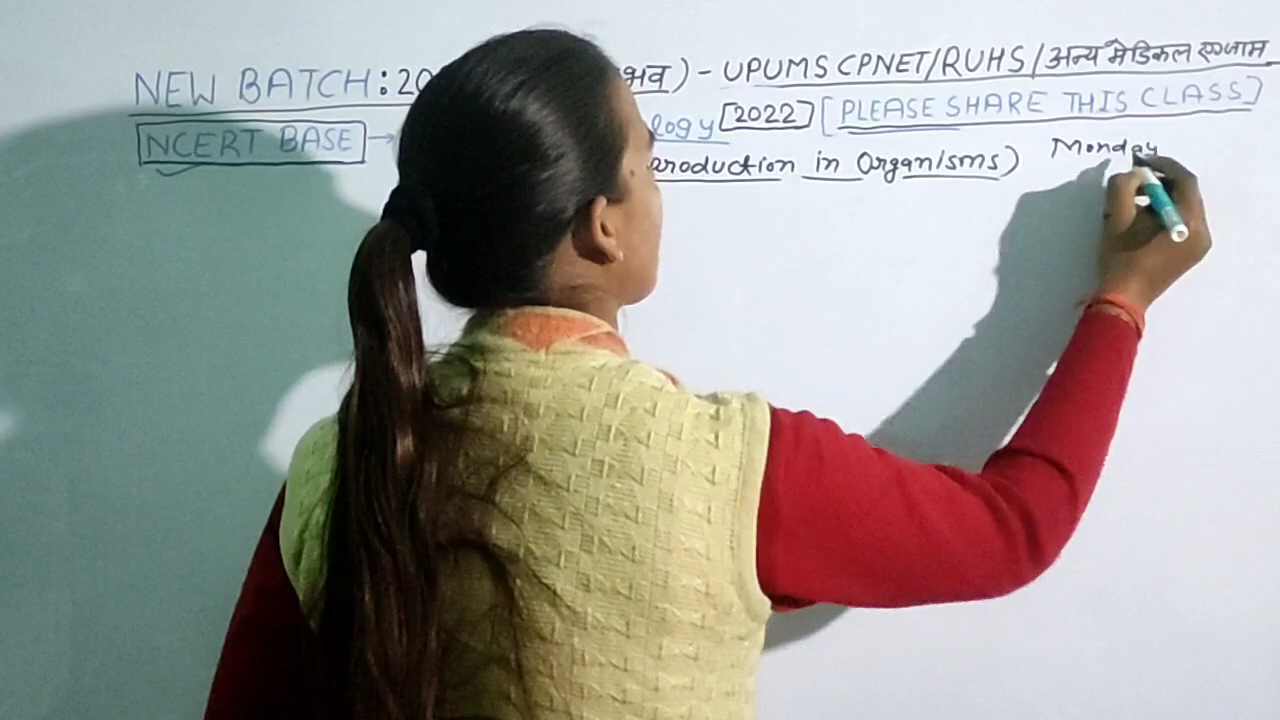 NEW BATCH: 20 भव) - UPUMS CPNET/RUHS/अन्य मेडिकल एग्जाम
NCERT BASE → logy [2022] [PLEASE SHARE THIS CLASS]
roduction in Organisms) Monday